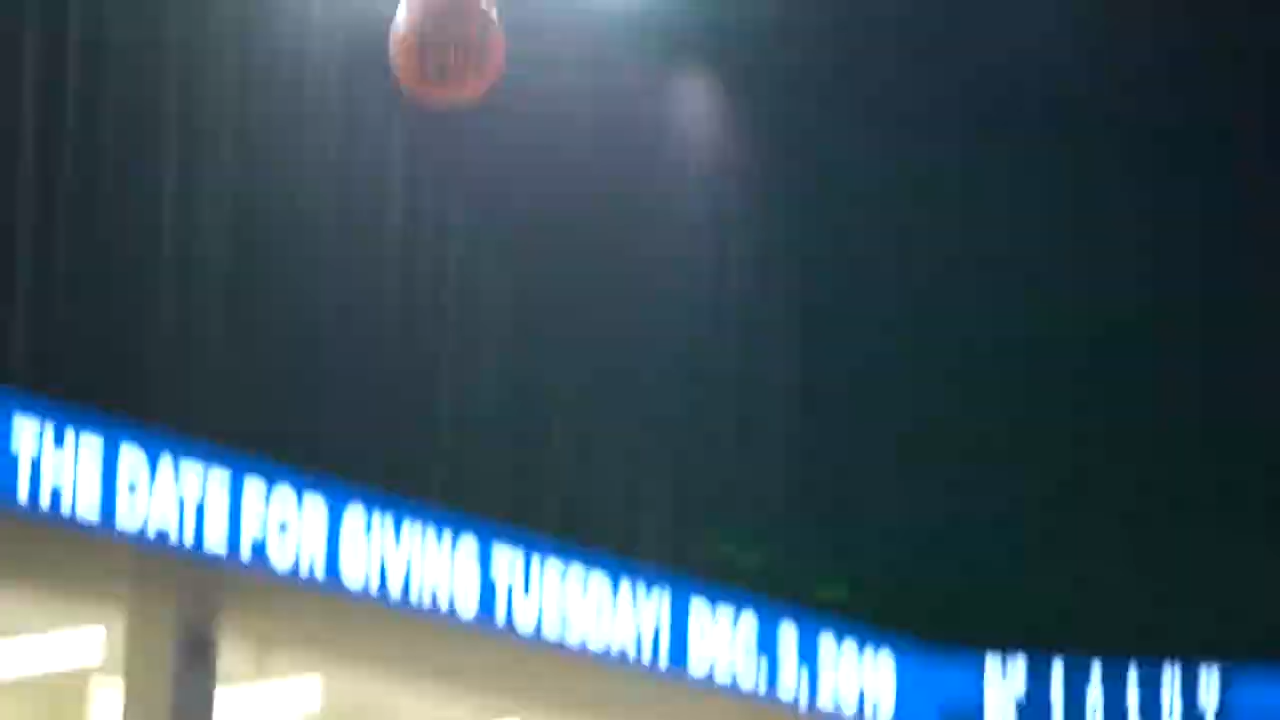 THE DATE FOR GIVING TUESDAY! DEC. 3, 2019